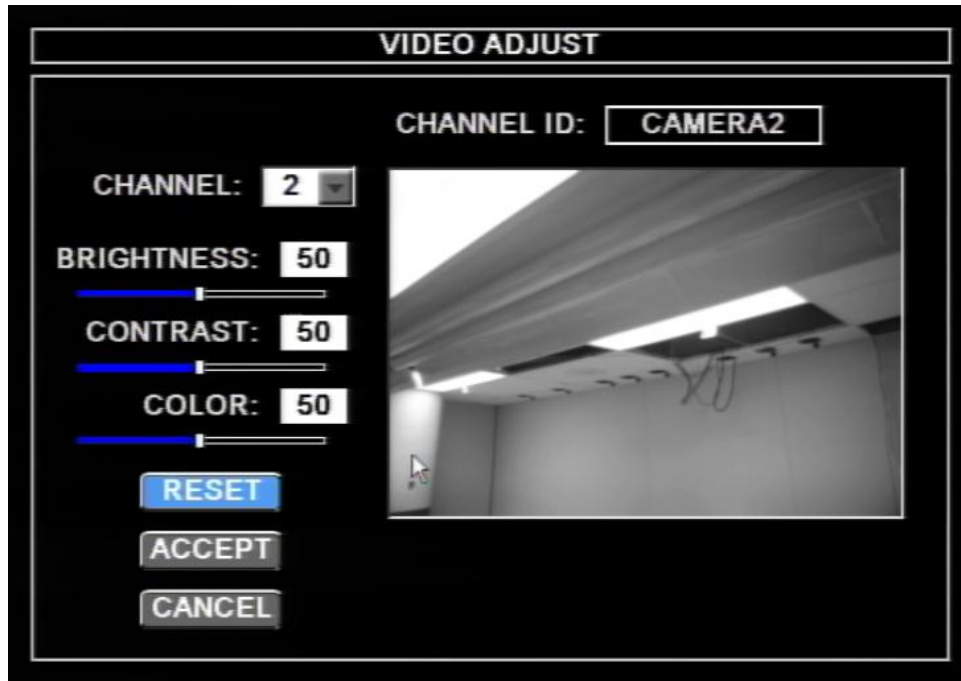 VIDEO ADJUST
CHANNEL ID: CAMERA2
CHANNEL: 2
BRIGHTNESS: 50
CONTRAST: 50
COLOR: 50
RESET
ACCEPT
CANCEL